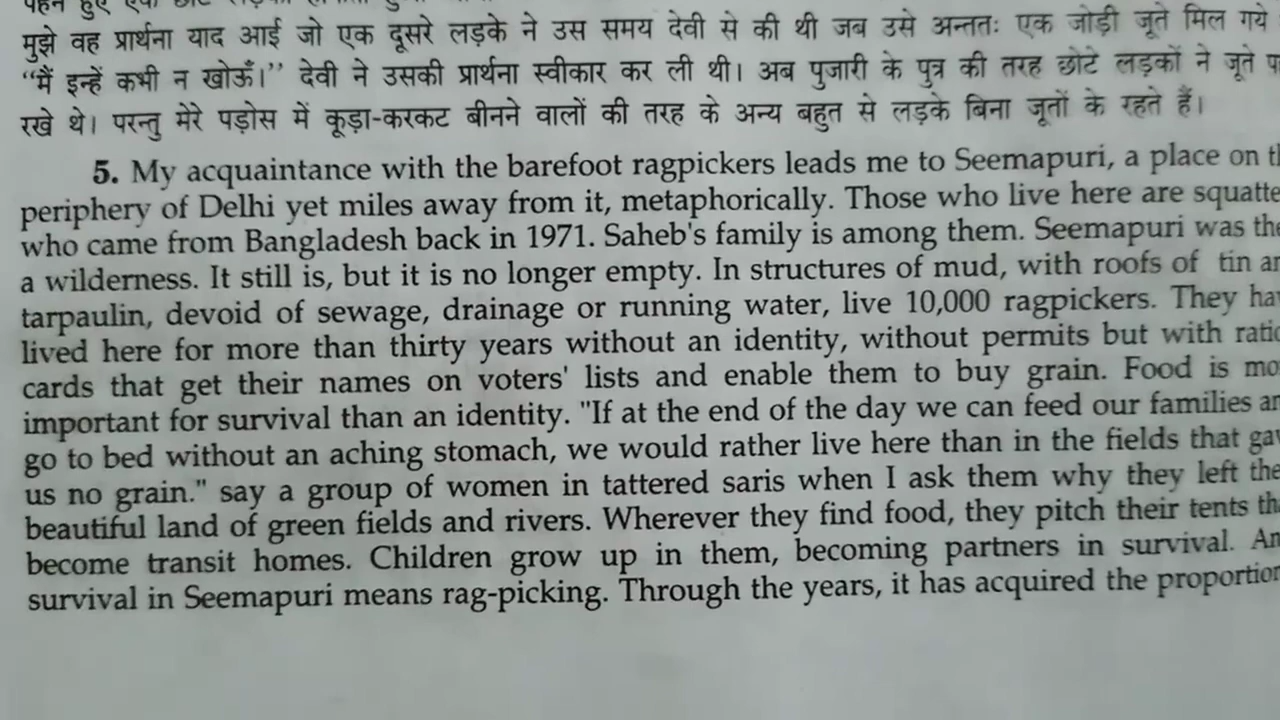 मुझे वह प्रार्थना याद आई जो एक दूसरे लड़के ने उस समय देवी से की थी जब उसे अन्ततः एक जोड़ी जूते मिल गये
“मैं इन्हें कभी न खोऊँ।” देवी ने उसकी प्रार्थना स्वीकार कर ली थी। अब पुजारी के पुत्र की तरह छोटे लड़कों ने जूते
रखे थे। परन्तु मेरे पड़ोस में कूड़ा-करकट बीनने वालों की तरह के अन्य बहुत से लड़के बिना जूतों के रहते हैं।
5. My acquaintance with the barefoot ragpickers leads me to Seemapuri, a place on
periphery of Delhi yet miles away from it, metaphorically. Those who live here are
who came from Bangladesh back in 1971. Saheb's family is among them. Seemapuri was
a wilderness. It still is, but it is no longer empty. In structures of mud, with roofs of tin
tarpaulin, devoid of sewage, drainage or running water, live 10,000 ragpickers. They
lived here for more than thirty years without an identity, without permits but with
cards that get their names on voters' lists and enable them to buy grain. Food is
important for survival than an identity. "If at the end of the day we can feed our families
go to bed without an aching stomach, we would rather live here than in the fields that
us no grain." say a group of women in tattered saris when I ask them why they left
beautiful land of green fields and rivers. Wherever they find food, they pitch their tents
become transit homes. Children grow up in them, becoming partners in survival.
survival in Seemapuri means rag-picking. Through the years, it has acquired the